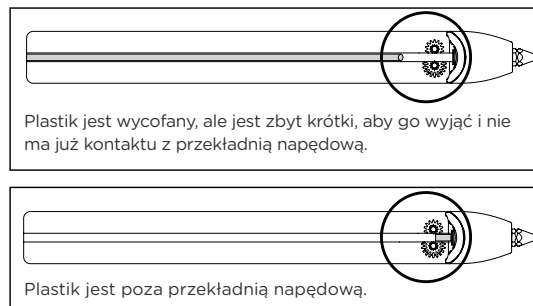 Plastik jest wycofany, ale jest zbyt krótki, aby go wyjąć i nie
ma już kontaktu z przekładnią napędową.
Plastik jest poza przekładnią napędową.